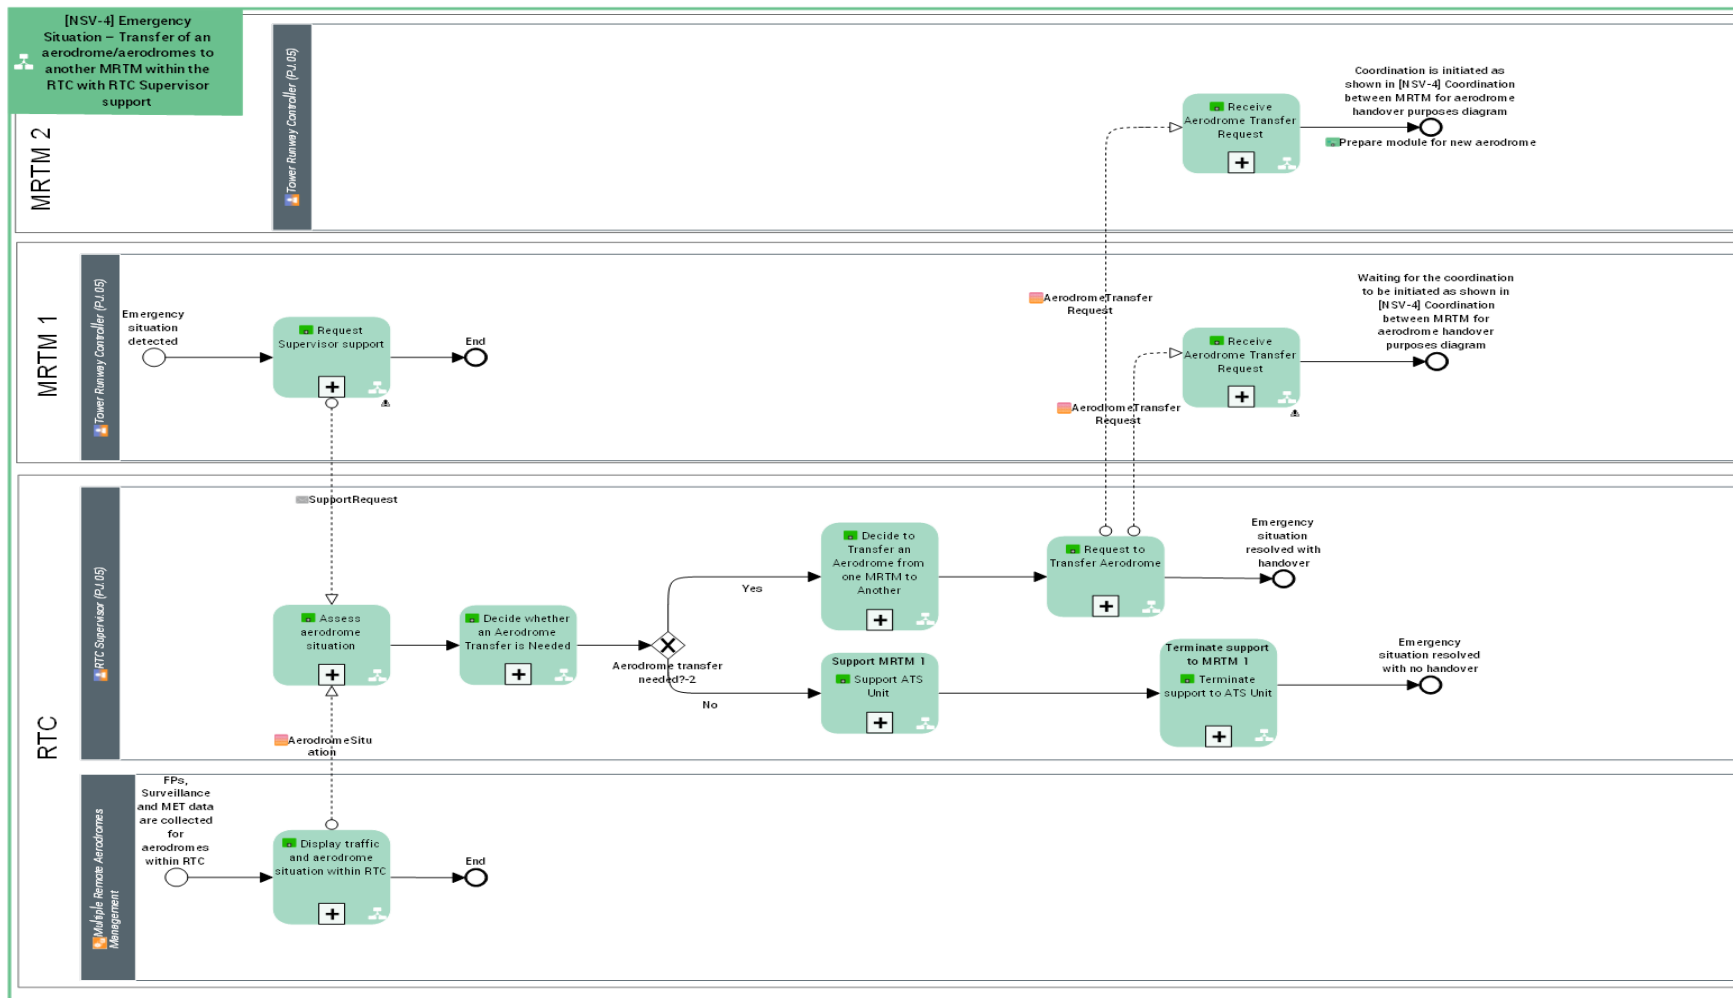 [NSV-4] Emergency
Situation – Transfer of an
aerodrome/aerodromes to
another MRTM within the
RTC with RTC Supervisor
support
MRTM 2
Tower Runway Controller (PJ.05)
Receive
Aerodrome Transfer
Request
Coordination is initiated as
shown in [NSV-4] Coordination
between MRTM for aerodrome
handover purposes diagram
Prepare module for new aerodrome
MRTM 1
Tower Runway Controller (PJ.05)
Emergency
situation
detected
Request
Supervisor support
End
AerodromeTransfer
Request
AerodromeTransfer
Request
Receive
Aerodrome Transfer
Request
Waiting for the coordination
to be initiated as shown in
[NSV-4] Coordination
between MRTM for
aerodrome handover
purposes diagram
RTC
RTC Supervisor (PJ.05)
SupportRequest
Assess
aerodrome
situation
Decide whether
an Aerodrome
Transfer is Needed
Aerodrome transfer
needed?-2
Yes
No
Decide to
Transfer an
Aerodrome from
one MRTM to
Another
Request to
Transfer Aerodrome
Emergency
situation
resolved with
handover
Support MRTM 1
Support ATS
Unit
Terminate support
to MRTM 1
Terminate
support to ATS Unit
Emergency
situation resolved
with no handover
AerodromeSitu
ation
Multiple Remote Aerodromes
Management
FPs,
Surveillance
and MET data
are collected
for
aerodromes
within RTC
Display traffic
and aerodrome
situation within RTC
End